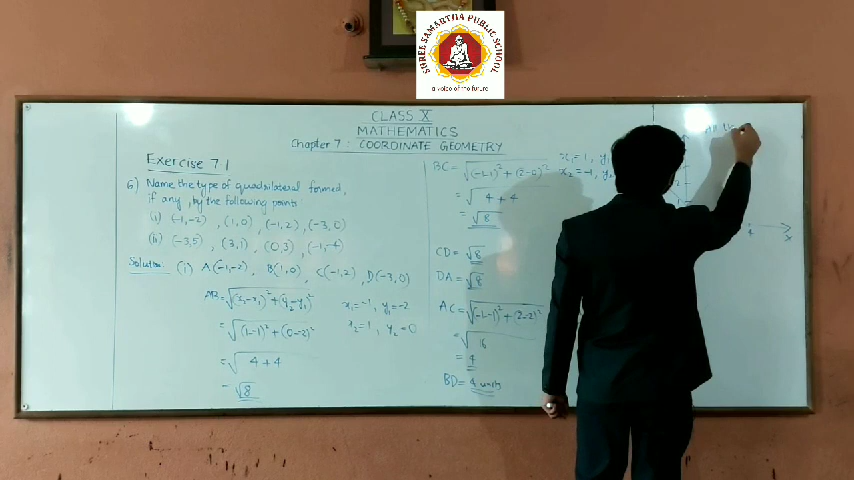 SHREE SAMARTHA PUBLIC SCHOOL
a voice of the future
CLASS X
MATHEMATICS
Chapter 7 : COORDINATE GEOMETRY
Exercise 7.1
6) Name the type of quadrilateral formed,
if any, by the following points
(i) (-1,-2) , (1,0) , (-1,2) , (-3,0)
(ii) (-3,5) , (3,1) , (0,3) , (-1,-4)
Solution (i) A(-1,-2) , B(1,0) , C(-1,2) , D(-3,0)
AB = √(x₂-x₁)²+(y₂-y₁)² x₁=-1 , y₁=-2
= √(1--1)²+(0--2)² x₂=1 , y₂=0
= √4+4
= √8
BC = √(-1-1)²+(2-0)² x₁=1, y₁
= √4+4 x₂=-1, y₂
= √8
CD = √8
DA = √8
AC = √(-1--1)²+(2--2)²
= √16
= 4
BD = 4 units
All
x